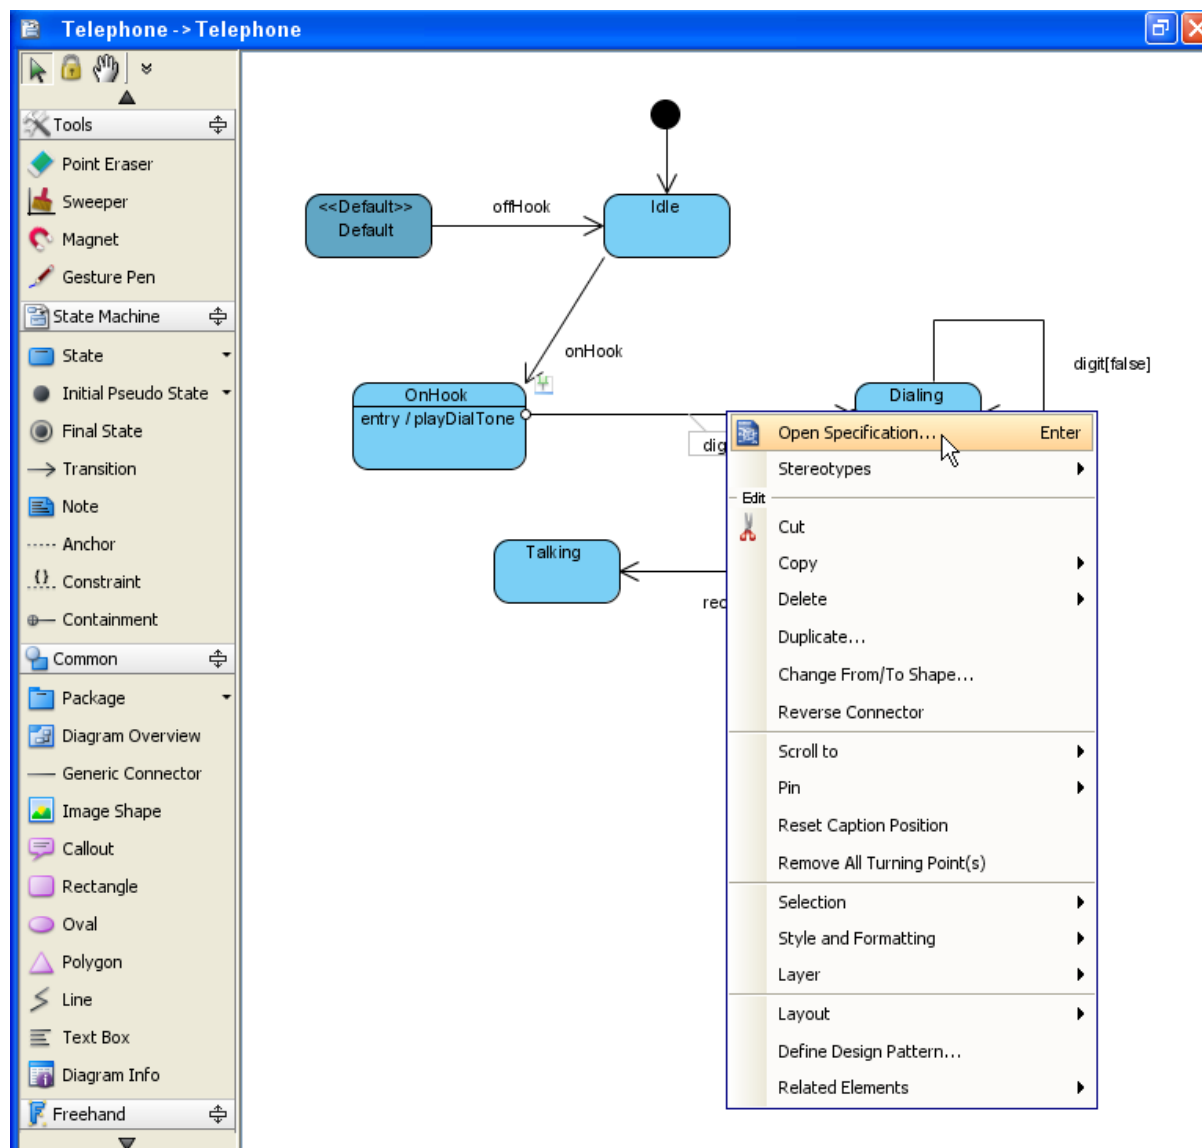 Telephone -> Telephone
Tools
Point Eraser
Sweeper
Magnet
Gesture Pen
State Machine
State
Initial Pseudo State
Final State
Transition
Note
Anchor
Constraint
Containment
Common
Package
Diagram Overview
Generic Connector
Image Shape
Callout
Rectangle
Oval
Polygon
Line
Text Box
Diagram Info
Freehand
<<Default>>
Default
offHook
Idle
onHook
OnHook
entry / playDialTone
Dialing
digit[false]
Talking
Open Specification... Enter
Stereotypes
Edit
Cut
Copy
Delete
Duplicate...
Change From/To Shape...
Reverse Connector
Scroll to
Pin
Reset Caption Position
Remove All Turning Point(s)
Selection
Style and Formatting
Layer
Layout
Define Design Pattern...
Related Elements